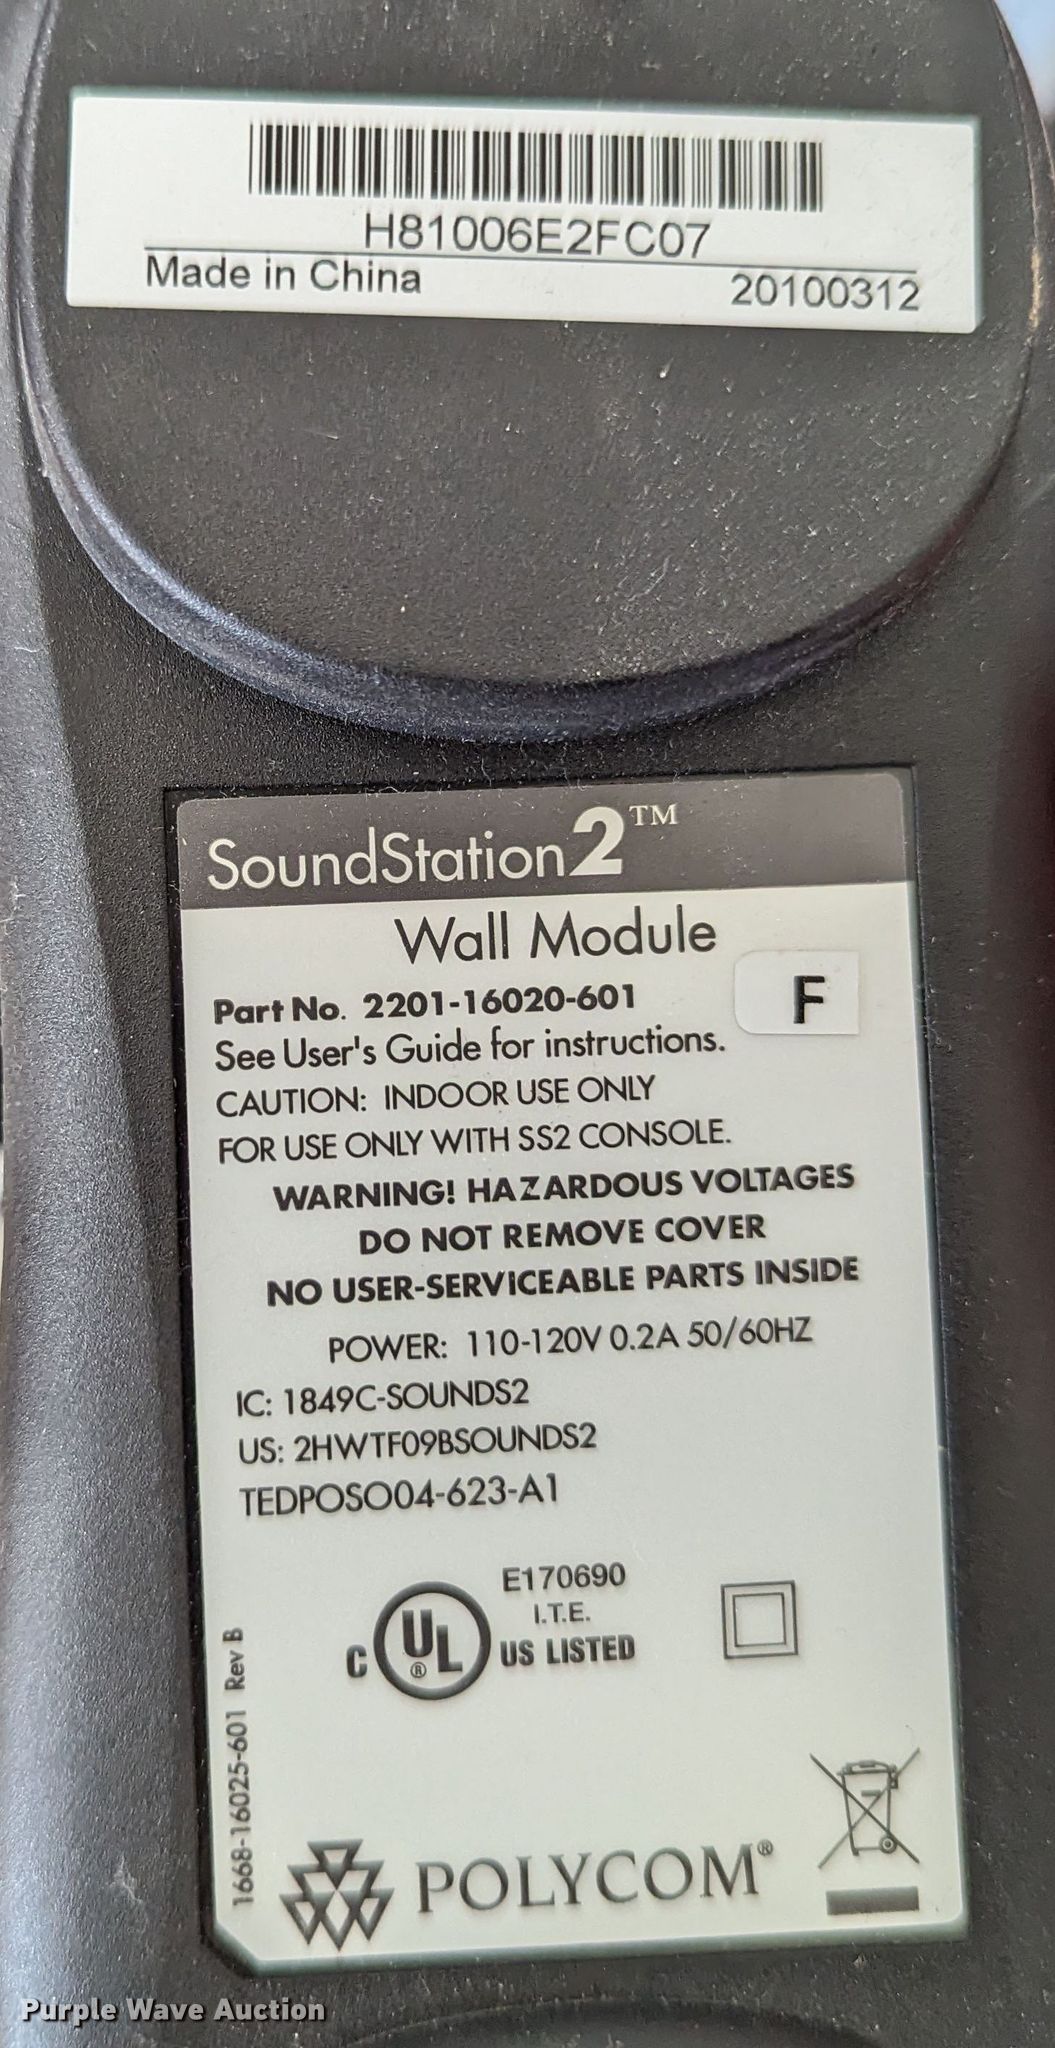 H81006E2FC07
Made in China 20100312
SoundStation2™
Wall Module
Part No. 2201-16020-601
F
See User's Guide for instructions.
CAUTION: INDOOR USE ONLY
FOR USE ONLY WITH SS2 CONSOLE.
WARNING! HAZARDOUS VOLTAGES
DO NOT REMOVE COVER
NO USER-SERVICEABLE PARTS INSIDE
POWER: 110-120V 0.2A 50/60HZ
IC: 1849C-SOUNDS2
US: 2HWTF09BSOUNDS2
TEDPOSO04-623-A1
E170690
I.T.E.
C UL® US LISTED
1668-16025-601 Rev B
POLYCOM®
Purple Wave Auction